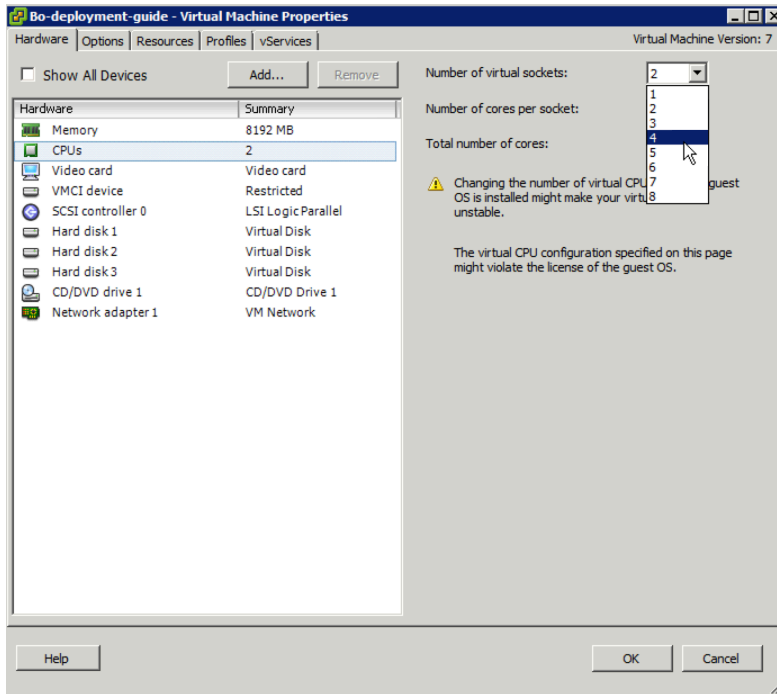 Bo-deployment-guide - Virtual Machine Properties
Hardware Options Resources Profiles vServices Virtual Machine Version: 7
Show All Devices Add... Remove
Hardware Summary
Memory 8192 MB
CPUs 2
Video card Video card
VMCI device Restricted
SCSI controller 0 LSI Logic Parallel
Hard disk 1 Virtual Disk
Hard disk 2 Virtual Disk
Hard disk 3 Virtual Disk
CD/DVD drive 1 CD/DVD Drive 1
Network adapter 1 VM Network
Number of virtual sockets: 2
Number of cores per socket:
Total number of cores:
1
2
3
4
5
6
7
8
Changing the number of virtual CPU guest
OS is installed might make your virtu
unstable.
The virtual CPU configuration specified on this page
might violate the license of the guest OS.
Help OK Cancel